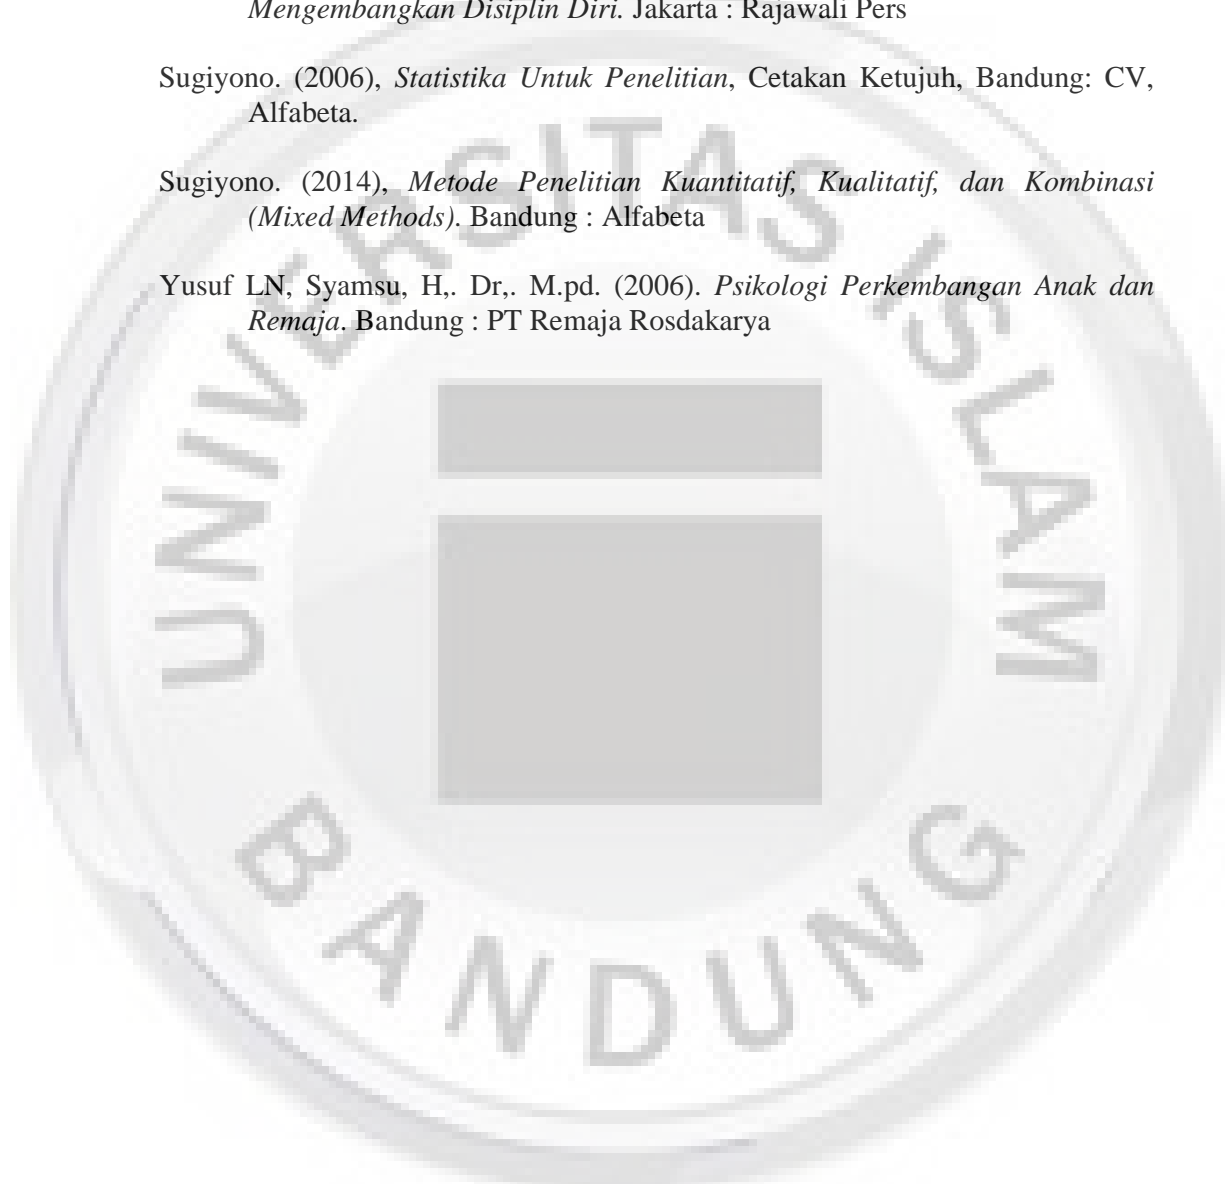 Mengembangkan Disiplin Diri. Jakarta : Rajawali Pers
Sugiyono. (2006), Statistika Untuk Penelitian, Cetakan Ketujuh, Bandung: CV, Alfabeta.
Sugiyono. (2014), Metode Penelitian Kuantitatif, Kualitatif, dan Kombinasi (Mixed Methods). Bandung : Alfabeta
Yusuf LN, Syamsu, H,. Dr,. M.pd. (2006). Psikologi Perkembangan Anak dan Remaja. Bandung : PT Remaja Rosdakarya
UNIVERSITAS ISLAM
BANDUNG